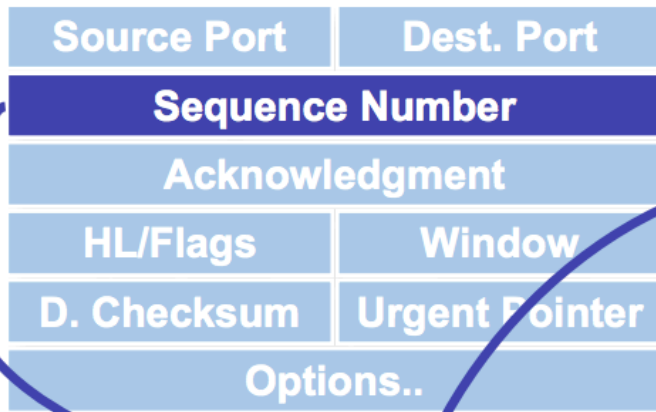 Source Port Dest. Port
Sequence Number
Acknowledgment
HL/Flags Window
D. Checksum Urgent Pointer
Options..